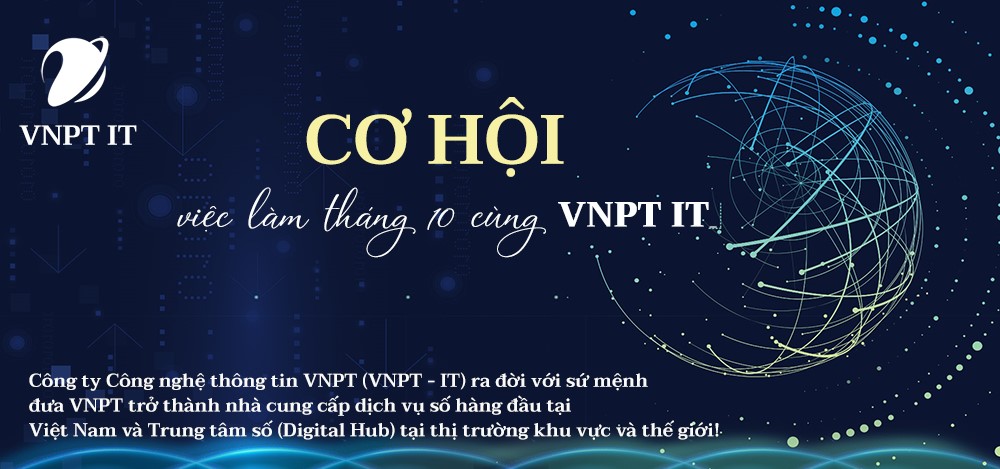 VNPT IT
CƠ HỘI
việc làm tháng 10 cùng VNPT IT
Công ty Công nghệ thông tin VNPT (VNPT - IT) ra đời với sứ mệnh
đưa VNPT trở thành nhà cung cấp dịch vụ số hàng đầu tại
Việt Nam và Trung tâm số (Digital Hub) tại thị trường khu vực và thế giới!